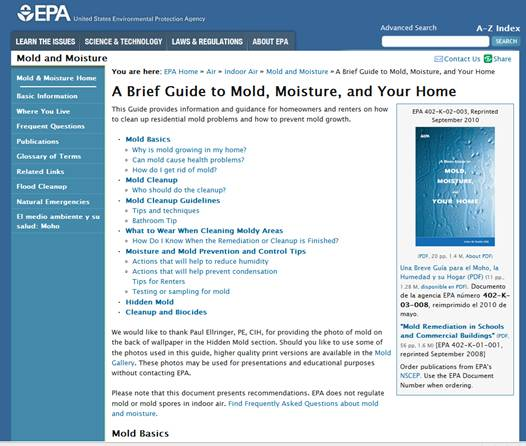 EPA United States Environmental Protection Agency
Advanced Search A-Z Index
LEARN THE ISSUES SCIENCE & TECHNOLOGY LAWS & REGULATIONS ABOUT EPA
SEARCH
Mold and Moisture
Contact Us Share
You are here: EPA Home » Air » Indoor Air » Mold and Moisture » A Brief Guide to Mold, Moisture, and Your Home
Mold & Moisture Home
Basic Information
Where You Live
Frequent Questions
Publications
Glossary of Terms
Related Links
Flood Cleanup
Natural Emergencies
El medio ambiente y su
salud: Moho
A Brief Guide to Mold, Moisture, and Your Home
This Guide provides information and guidance for homeowners and renters on how
to clean up residential mold problems and how to prevent mold growth.
Mold Basics
Why is mold growing in my home?
Can mold cause health problems?
How do I get rid of mold?
Mold Cleanup
Who should do the cleanup?
Mold Cleanup Guidelines
Tips and techniques
Bathroom Tip
What to Wear When Cleaning Moldy Areas
How Do I Know When the Remediation or Cleanup is Finished?
Moisture and Mold Prevention and Control Tips
Actions that will help to reduce humidity
Actions that will help prevent condensation
Tips for Renters
Testing or sampling for mold
Hidden Mold
Cleanup and Biocides
We would like to thank Paul Ellringer, PE, CIH, for providing the photo of mold on
the back of wallpaper in the Hidden Mold section. Should you like to use some of
the photos used in this guide, higher quality print versions are available in the Mold
Gallery. These photos may be used for presentations and educational purposes
without contacting EPA.
Please note that this document presents recommendations. EPA does not regulate
mold or mold spores in indoor air. Find Frequently Asked Questions about mold
and moisture.
Mold Basics
EPA 402-K-02-003, Reprinted
September 2010
A Brief Guide to
MOLD,
MOISTURE,
AND
YOUR HOME
(PDF, 20 pp, 1.4 M, About PDF)
Una Breve Guía para el Moho, la
Humedad y su Hogar (PDF) (11 pp.,
1.28 M, disponible en PDF). Documento
de la agencia EPA número 402-K-
03-008, reimprimido el 2010 de
mayo.
"Mold Remediation in Schools
and Commercial Buildings" (PDF,
56 pp, 1.6 M) [EPA 402-K-01-001,
reprinted September 2008]
Order publications from EPA's
NSCEP. Use the EPA Document
Number when ordering.